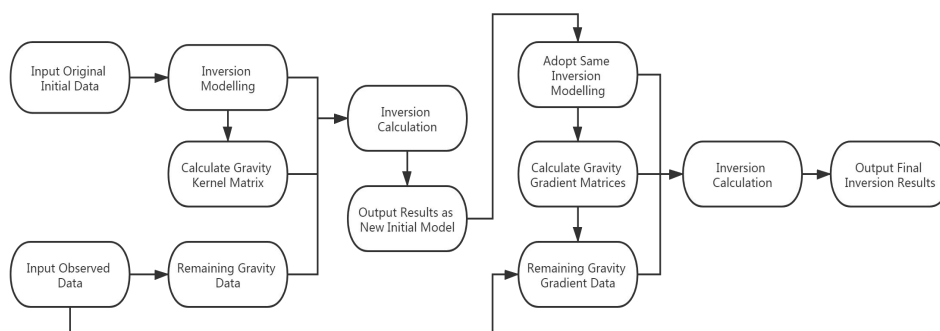 Input Original
Initial Data
Inversion
Modelling
Calculate Gravity
Kernel Matrix
Input Observed
Data
Remaining Gravity
Data
Inversion
Calculation
Output Results as
New Initial Model
Adopt Same
Inversion
Modelling
Calculate Gravity
Gradient Matrices
Remaining Gravity
Gradient Data
Inversion
Calculation
Output Final
Inversion Results